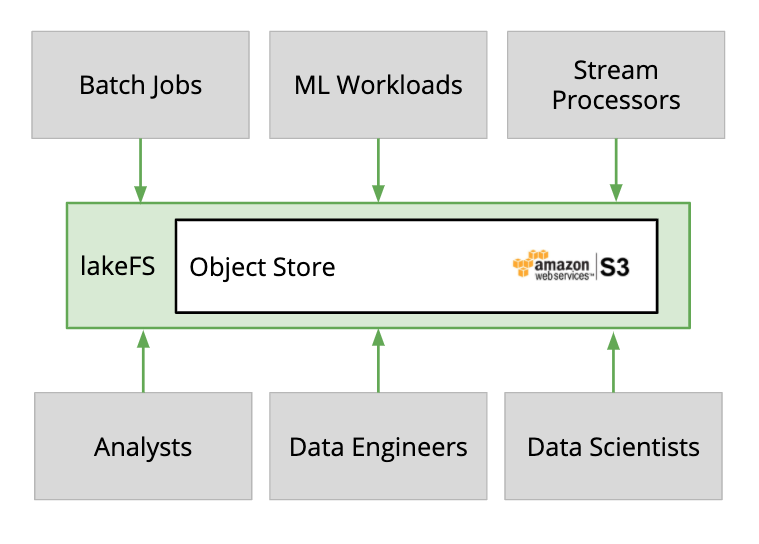 Batch Jobs
ML Workloads
Stream
Processors
lakeFS
Object Store
amazon
web services™
S3
Analysts
Data Engineers
Data Scientists